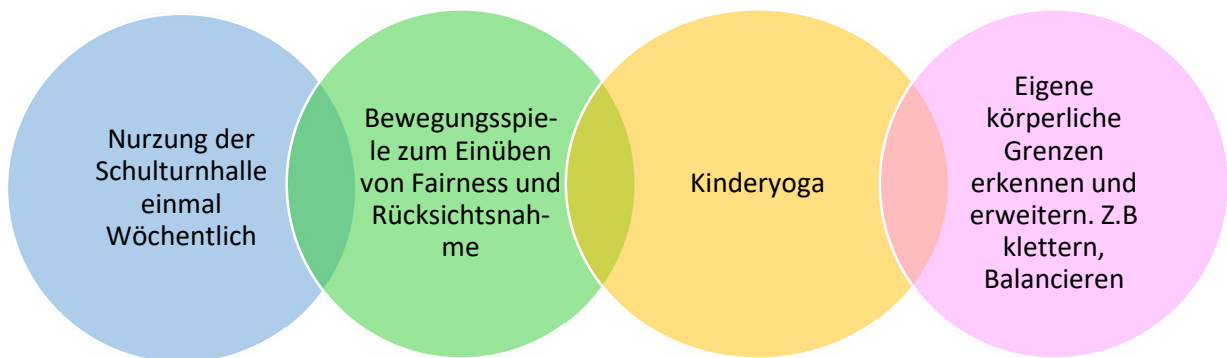 Nurzung der
Schulturnhalle
einmal
Wöchentlich
Bewegungsspie-
le zum Einüben
von Fairness und
Rücksichtsnah-
me
Kinderyoga
Eigene
körperliche
Grenzen
erkennen und
erweitern. Z.B
klettern,
Balancieren